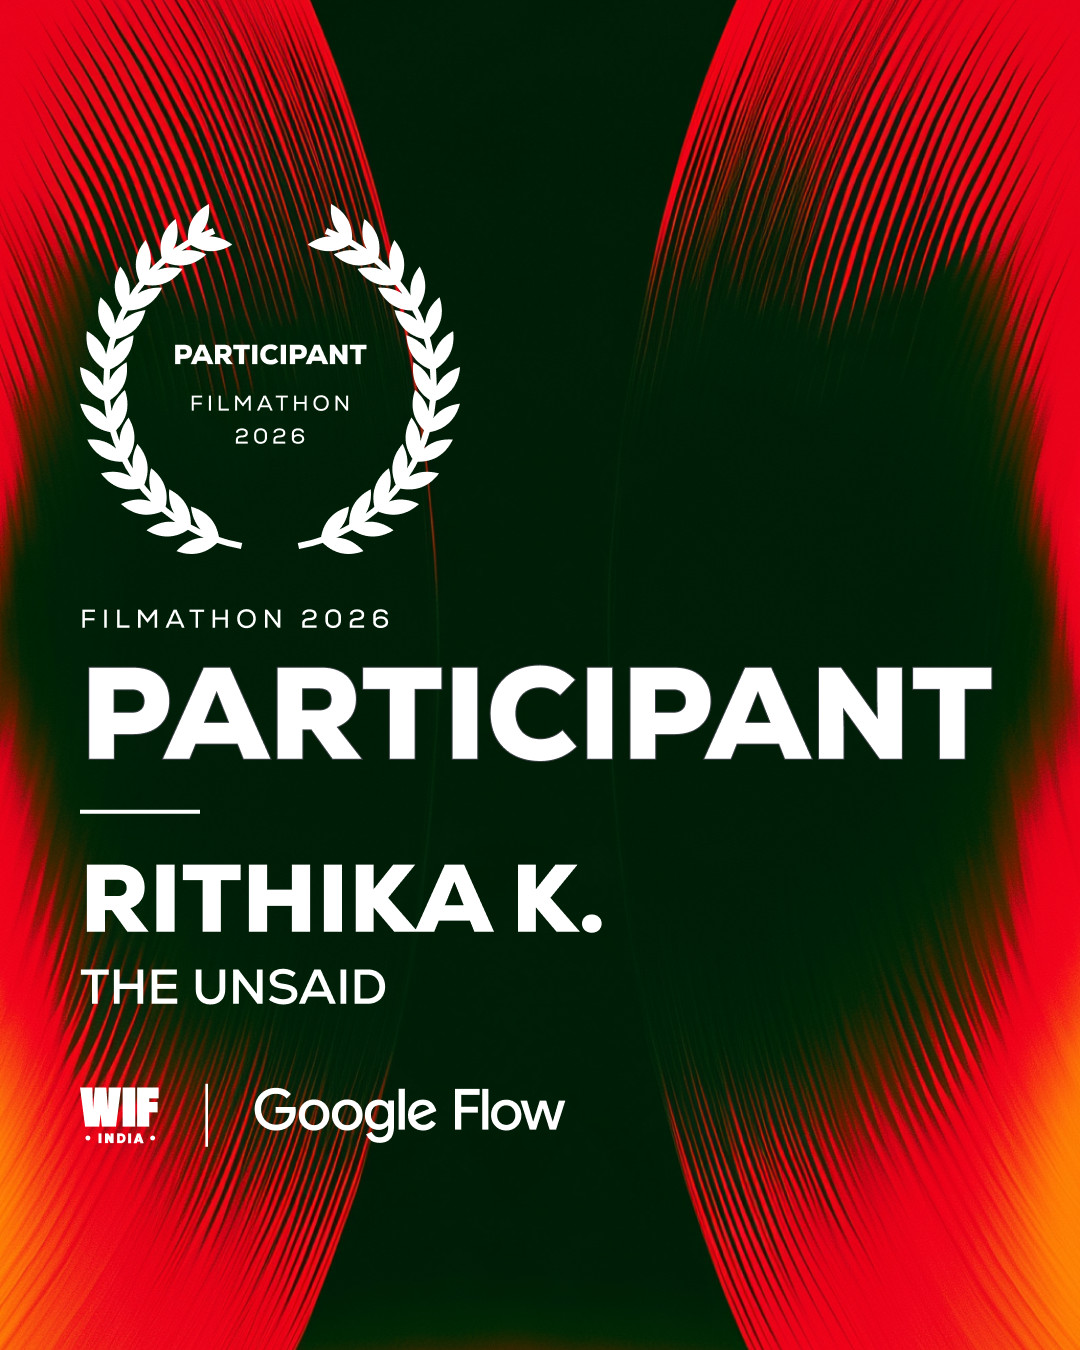 PARTICIPANT
FILMATHON
2026
FILMATHON 2026
PARTICIPANT
RITHIKA K.
THE UNSAID
WIF
• INDIA •
Google Flow